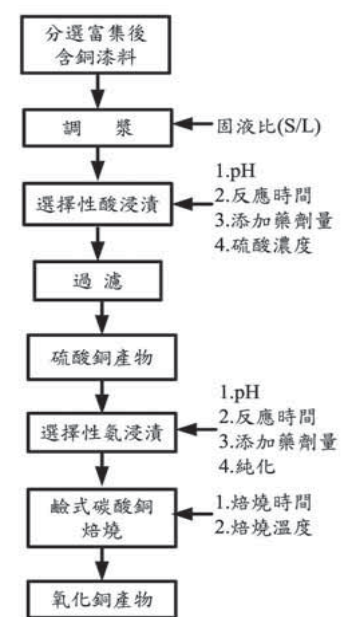 分選富集後
含銅漆料
調 漿
固液比(S/L)
選擇性酸浸漬
1.pH
2.反應時間
3.添加藥劑量
4.硫酸濃度
過濾
硫酸銅產物
選擇性氨浸漬
1.pH
2.反應時間
3.添加藥劑量
4.純化
鹼式碳酸銅
焙燒
1.焙燒時間
2.焙燒溫度
氧化銅產物